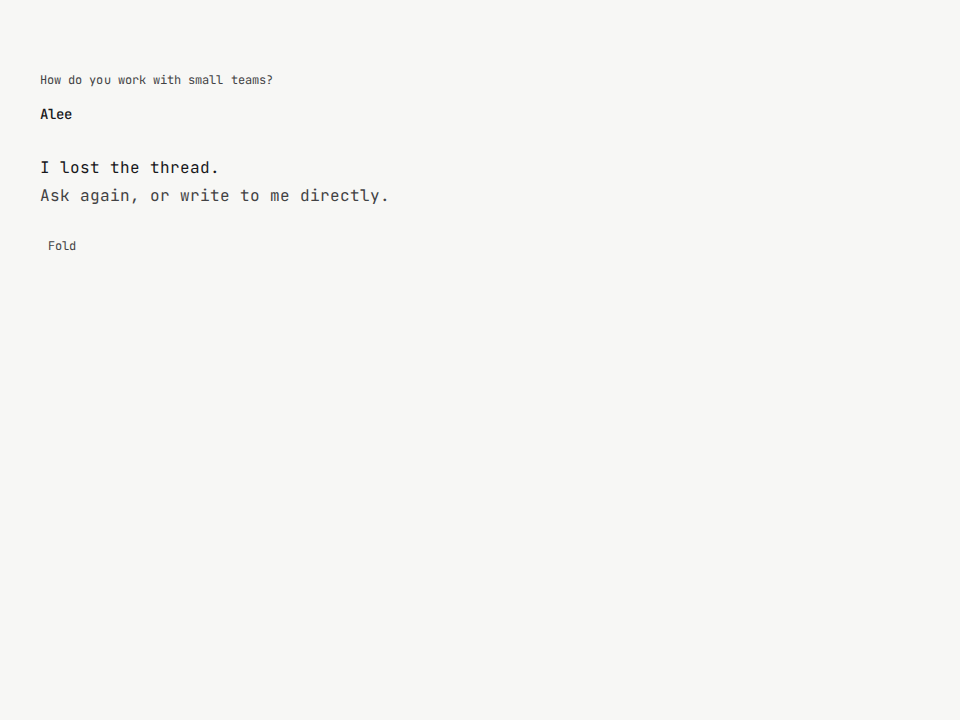 How do you work with small teams?
Alee
I lost the thread.
Ask again, or write to me directly.
Fold